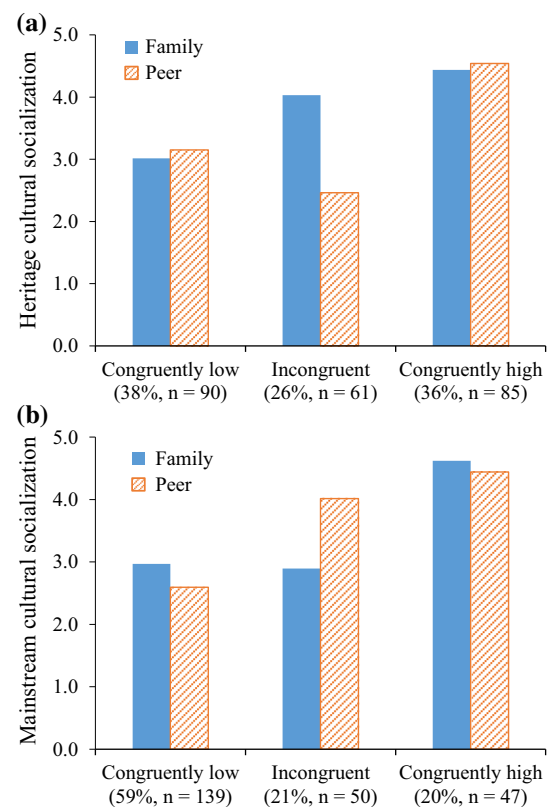 (a)
5.0
4.0
3.0
2.0
1.0
0.0
Heritage cultural socialization
Family
Peer
Congruently low Incongruent Congruently high
(38%, n = 90) (26%, n = 61) (36%, n = 85)
(b)
5.0
4.0
3.0
2.0
1.0
0.0
Mainstream cultural socialization
Family
Peer
Congruently low Incongruent Congruently high
(59%, n = 139) (21%, n = 50) (20%, n = 47)